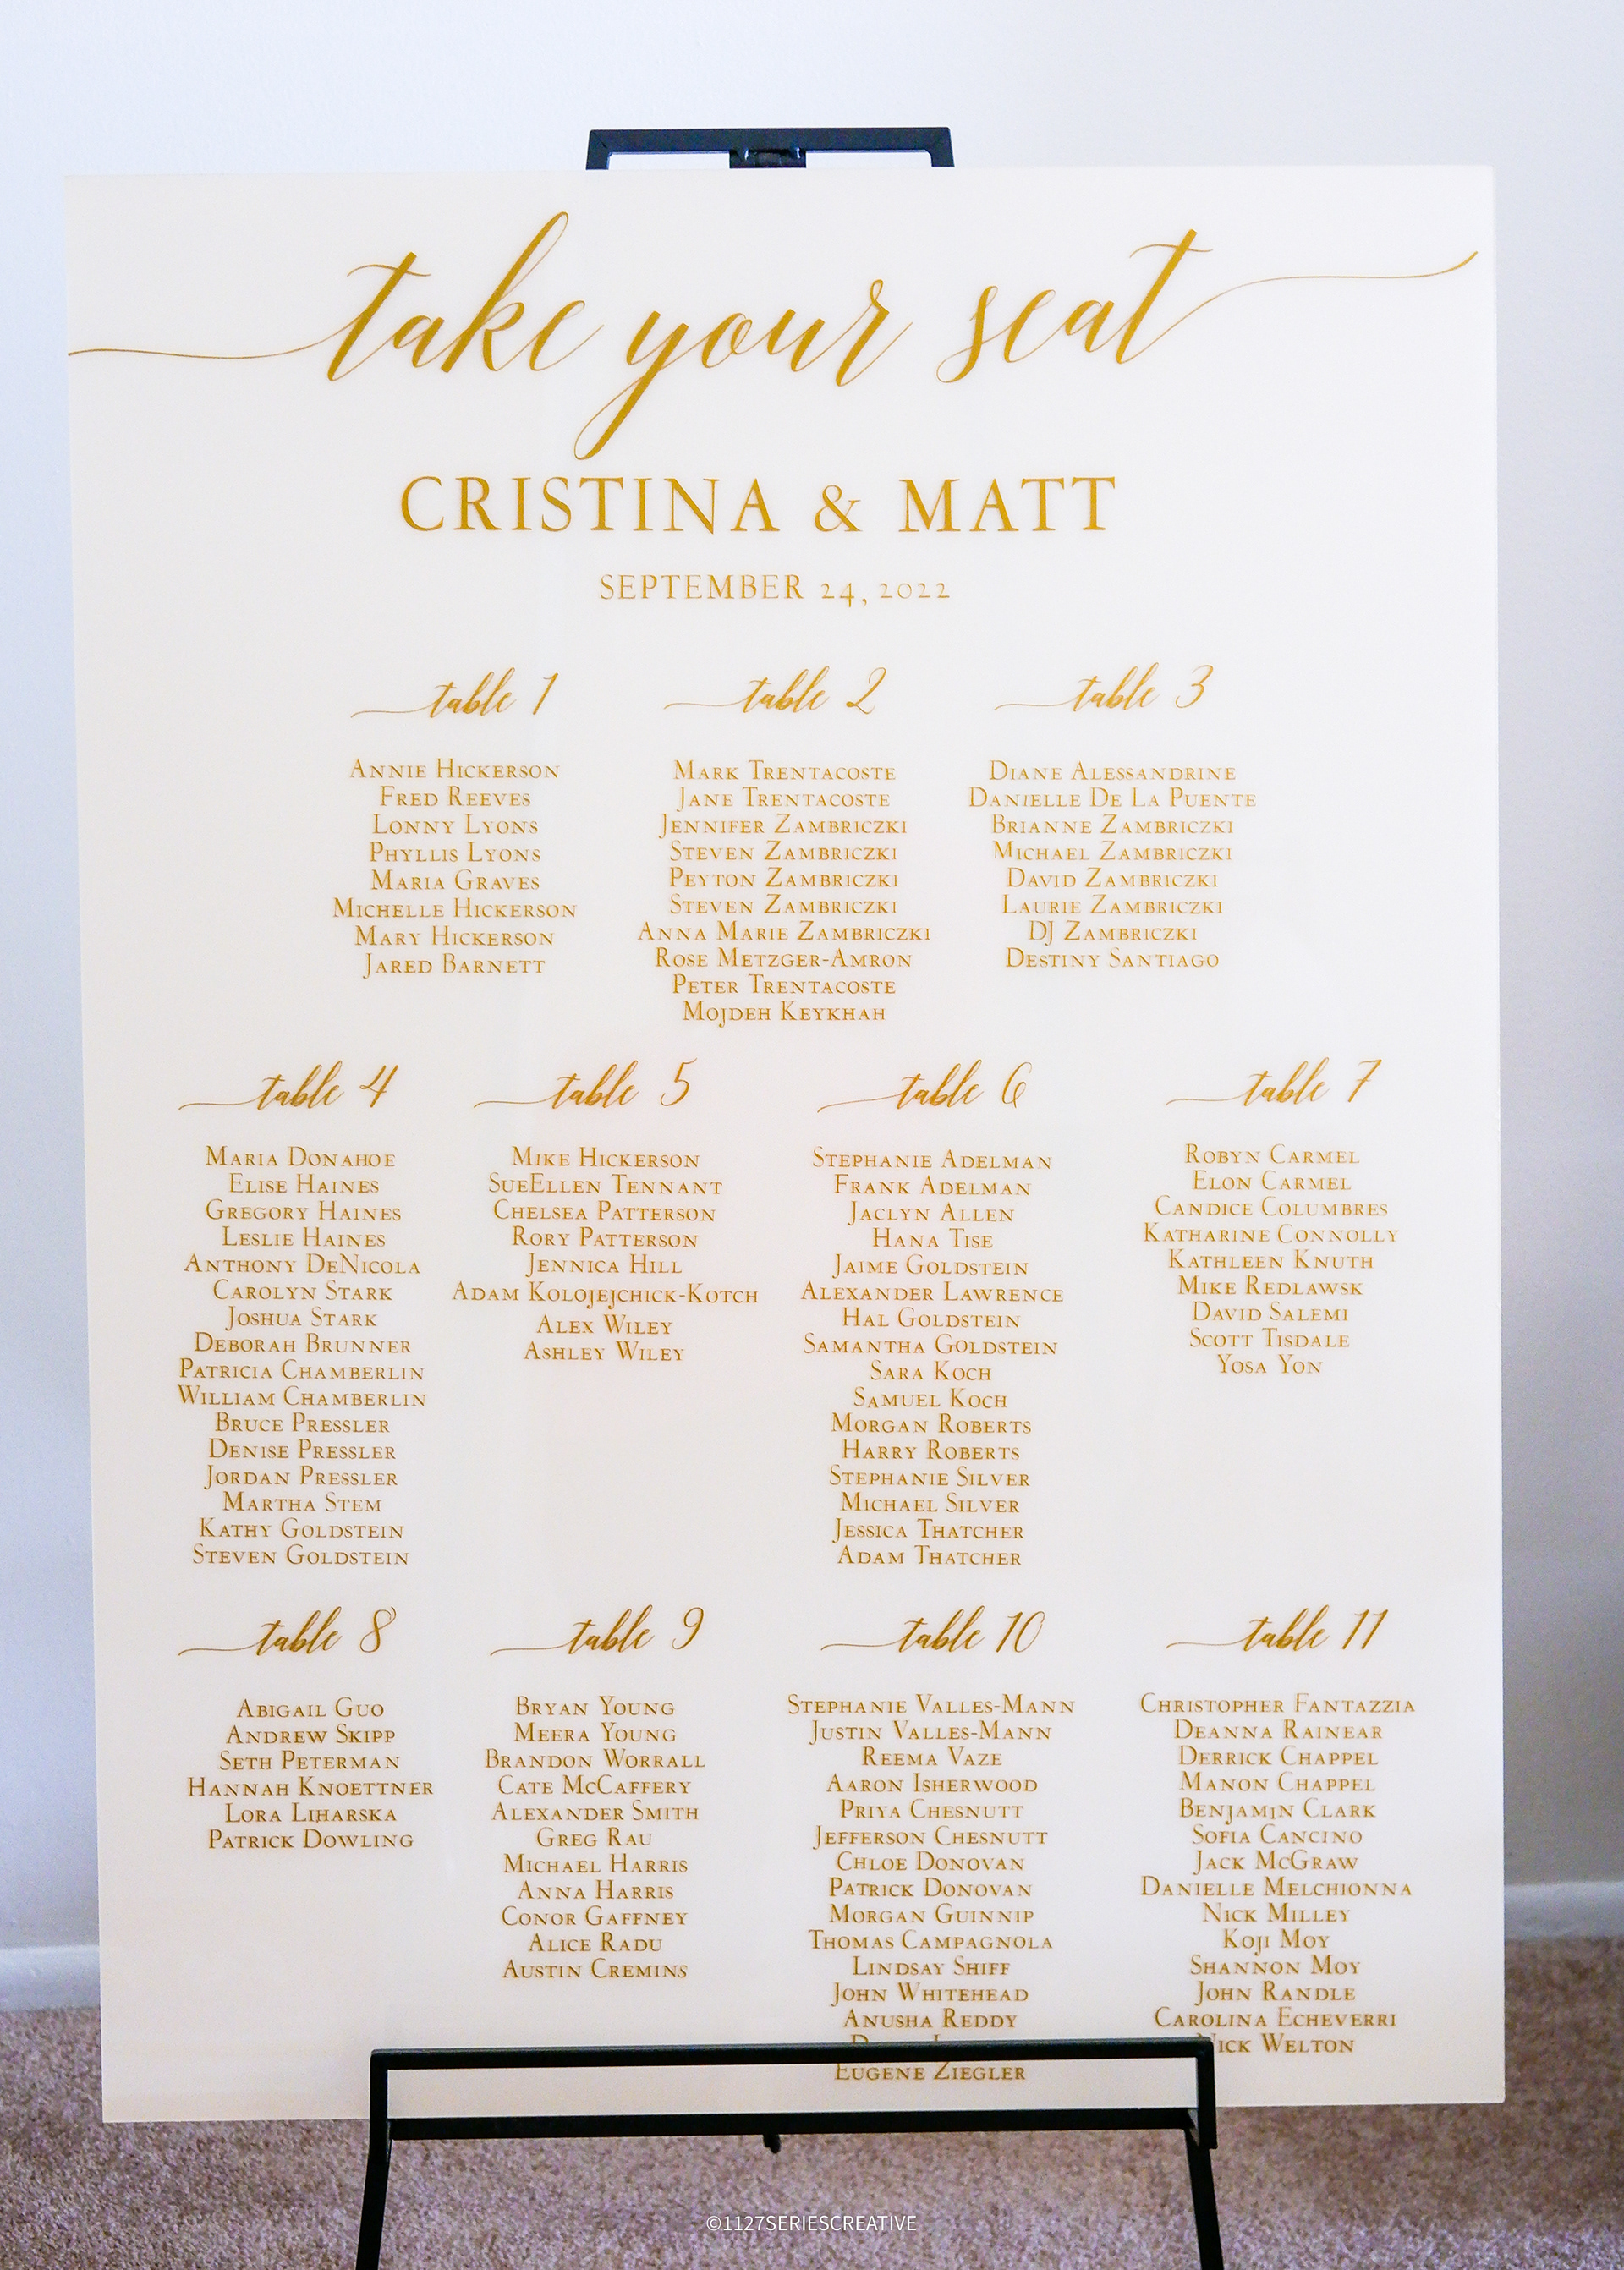 take your seat
CRISTINA & MATT
SEPTEMBER 24, 2022
table 1
ANNIE HICKERSON
FRED REEVES
LONNY LYONS
PHYLLIS LYONS
MARIA GRAVES
MICHELLE HICKERSON
MARY HICKERSON
JARED BARNETT
table 2
MARK TRENTACOSTE
JANE TRENTACOSTE
JENNIFER ZAMBRICZKI
STEVEN ZAMBRICZKI
PEYTON ZAMBRICZKI
STEVEN ZAMBRICZKI
ANNA MARIE ZAMBRICZKI
ROSE METZGER-AMRON
PETER TRENTACOSTE
MOJDEH KEYKHAH
table 3
DIANE ALESSANDRINE
DANIELLE DE LA PUENTE
BRIANNE ZAMBRICZKI
MICHAEL ZAMBRICZKI
DAVID ZAMBRICZKI
LAURIE ZAMBRICZKI
DJ ZAMBRICZKI
DESTINY SANTIAGO
table 4
MARIA DONAHOE
ELISE HAINES
GREGORY HAINES
LESLIE HAINES
ANTHONY DENICOLA
CAROLYN STARK
JOSHUA STARK
DEBORAH BRUNNER
PATRICIA CHAMBERLIN
WILLIAM CHAMBERLIN
BRUCE PRESSLER
DENISE PRESSLER
JORDAN PRESSLER
MARTHA STEM
KATHY GOLDSTEIN
STEVEN GOLDSTEIN
table 5
MIKE HICKERSON
SUEELLEN TENNANT
CHELSEA PATTERSON
RORY PATTERSON
JENNICA HILL
ADAM KOLOJEJCHICK-KOTCH
ALEX WILEY
ASHLEY WILEY
table 6
STEPHANIE ADELMAN
FRANK ADELMAN
JACLYN ALLEN
HANA TISE
JAIME GOLDSTEIN
ALEXANDER LAWRENCE
HAL GOLDSTEIN
SAMANTHA GOLDSTEIN
SARA KOCH
SAMUEL KOCH
MORGAN ROBERTS
HARRY ROBERTS
STEPHANIE SILVER
MICHAEL SILVER
JESSICA THATCHER
ADAM THATCHER
table 7
ROBYN CARMEL
ELON CARMEL
CANDICE COLUMBRES
KATHARINE CONNOLLY
KATHLEEN KNUTH
MIKE REDLAWSK
DAVID SALEMI
SCOTT TISDALE
YOSA YON
table 8
ABIGAIL GUO
ANDREW SKIPP
SETH PETERMAN
HANNAH KNOETTNER
LORA LIHARSKA
PATRICK DOWLING
table 9
BRYAN YOUNG
MEERA YOUNG
BRANDON WORRALL
CATE MCCAFFERY
ALEXANDER SMITH
GREG RAU
MICHAEL HARRIS
ANNA HARRIS
CONOR GAFFNEY
ALICE RADU
AUSTIN CREMINS
table 10
STEPHANIE VALLES-MANN
JUSTIN VALLES-MANN
REEMA VAZE
AARON ISHERWOOD
PRIYA CHESNUTT
JEFFERSON CHESNUTT
CHLOE DONOVAN
PATRICK DONOVAN
MORGAN GUINNIP
THOMAS CAMPAGNOLA
LINDSAY SHIFF
JOHN WHITEHEAD
ANUSHA REDDY
EUGENE ZIEGLER
table 11
CHRISTOPHER FANTAZZIA
DEANNA RAINEAR
DERRICK CHAPPEL
MANON CHAPPEL
BENJAMIN CLARK
SOFIA CANCINO
JACK MCGRAW
DANIELLE MELCHIONNA
NICK MILLEY
KOJI MOY
SHANNON MOY
JOHN RANDLE
CAROLINA ECHEVERRI
NICK WELTON
©1127SERIESCREATIVE